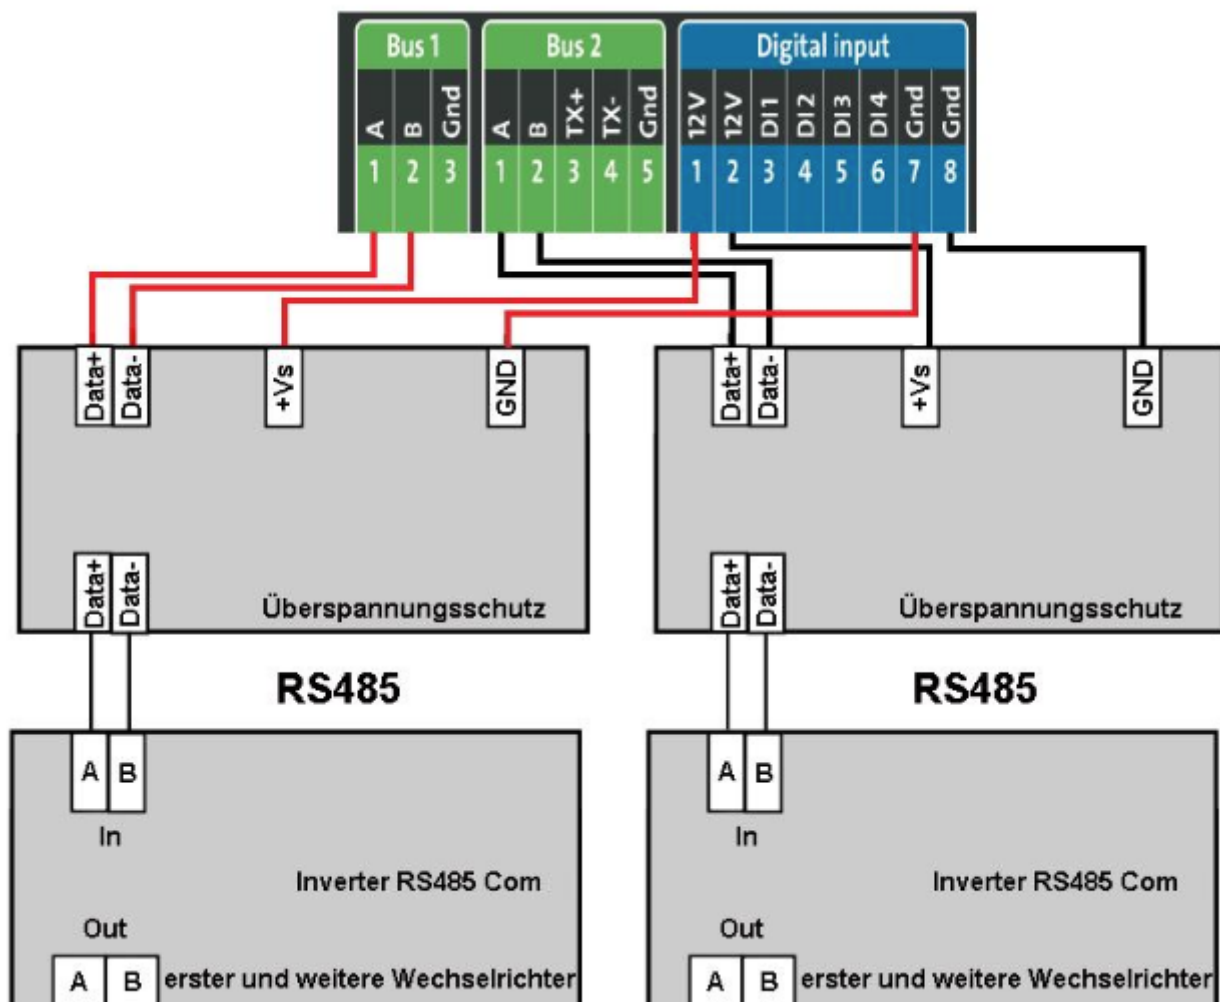 Bus 1 Bus 2 Digital input
A B Gnd A B TX+ TX- Gnd 12V 12V DI1 DI2 DI3 DI4 Gnd Gnd
1 2 3 1 2 3 4 5 1 2 3 4 5 6 7 8
Data+ Data- +Vs GND Data+ Data- +Vs GND
Data+ Data- Data+ Data-
Überspannungsschutz Überspannungsschutz
RS485 RS485
A B A B
In In
Inverter RS485 Com Inverter RS485 Com
Out Out
A B erster und weitere Wechselrichter A B erster und weitere Wechselrichter